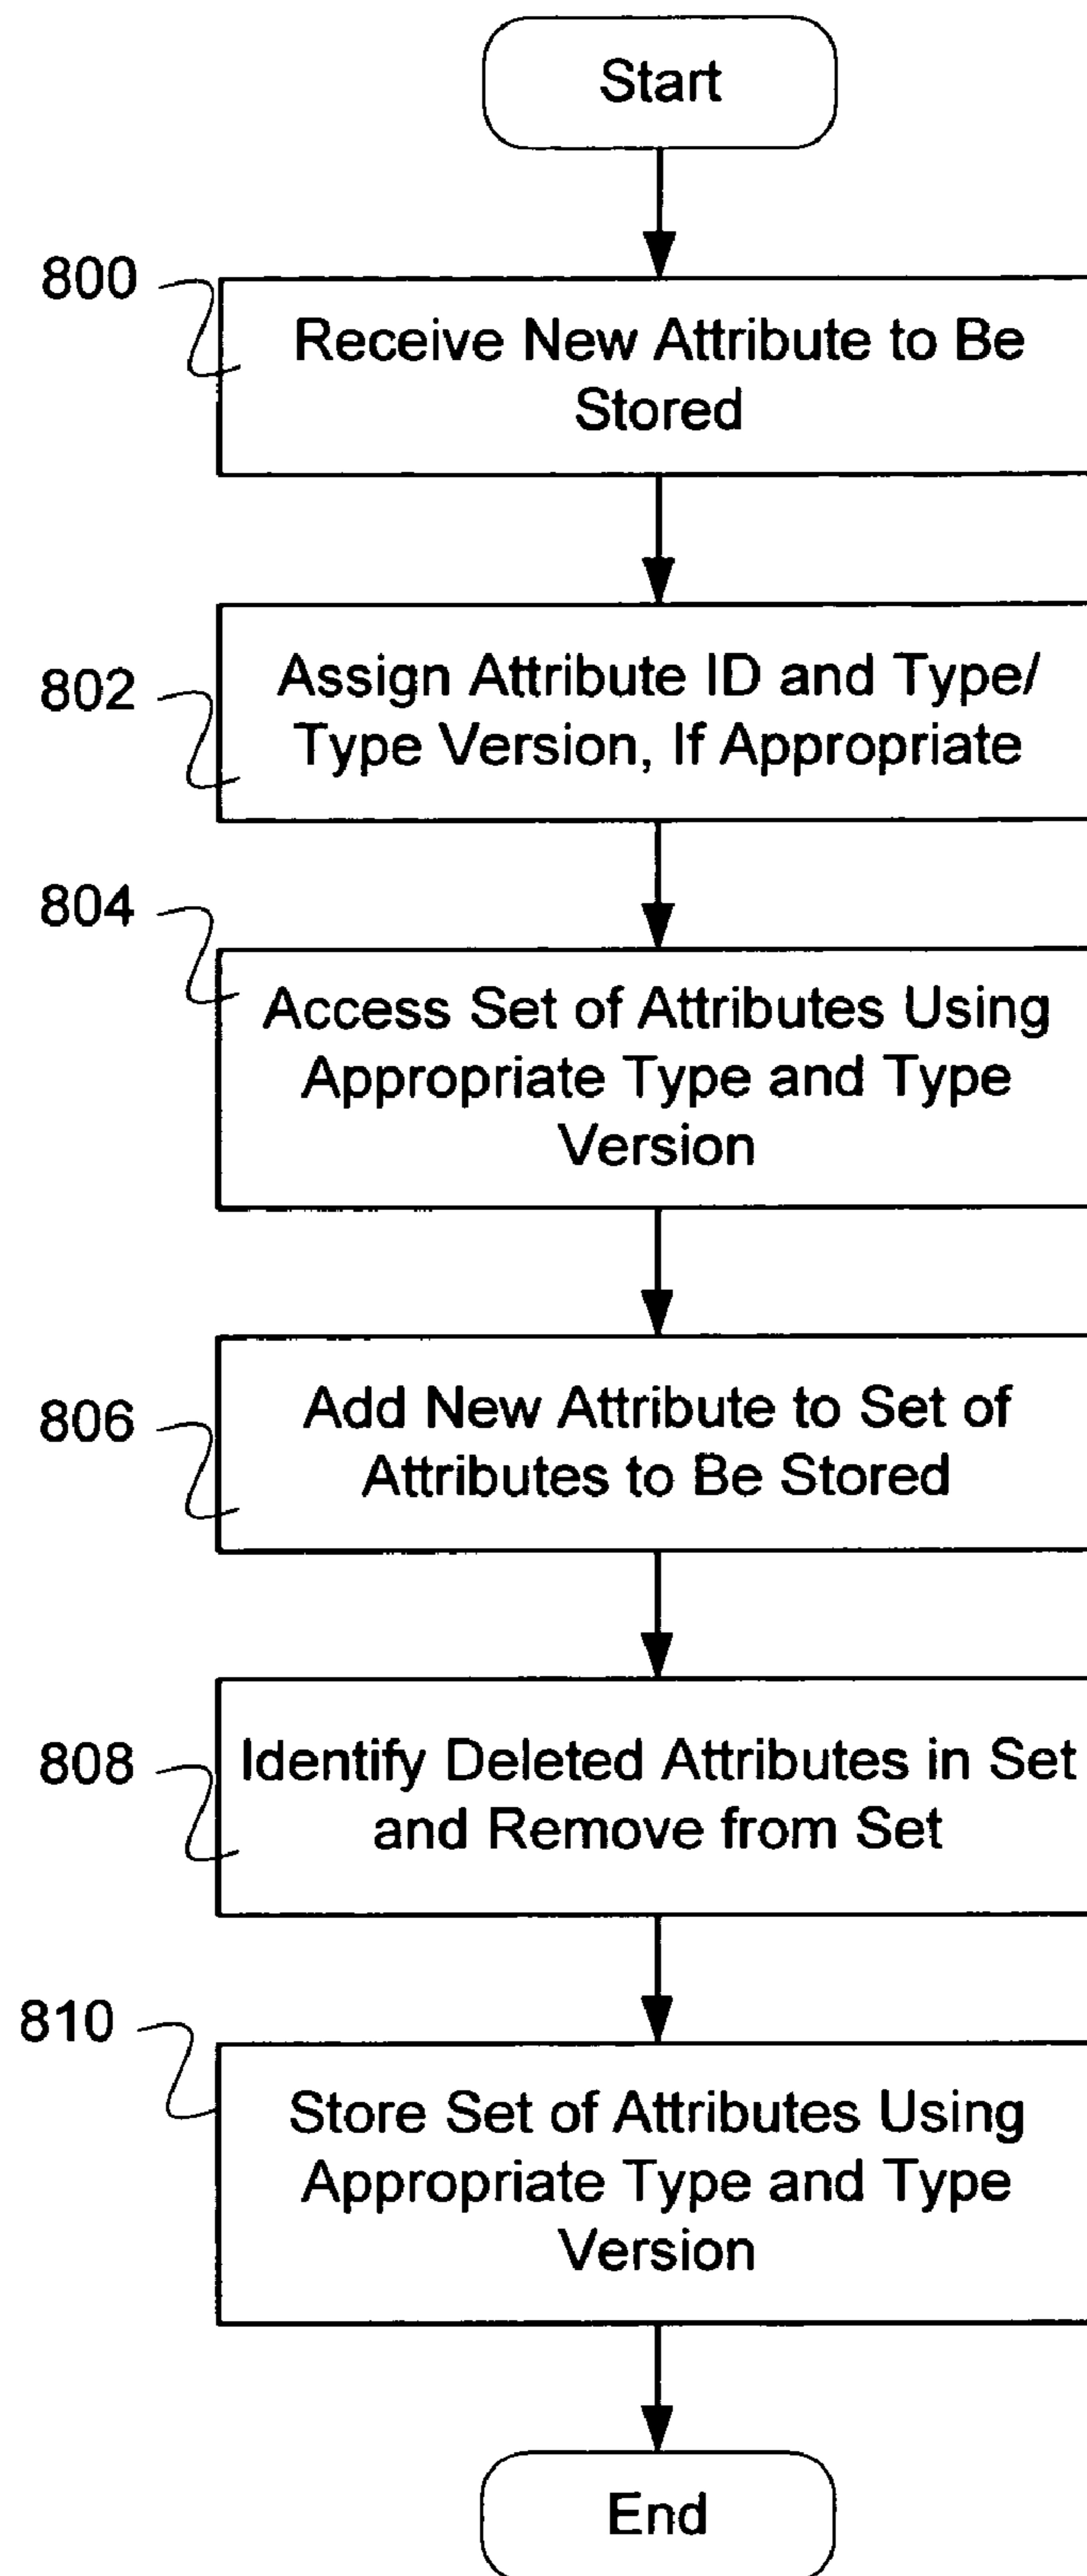 Start
800
Receive New Attribute to Be
Stored
802
Assign Attribute ID and Type/
Type Version, If Appropriate
804
Access Set of Attributes Using
Appropriate Type and Type
Version
806
Add New Attribute to Set of
Attributes to Be Stored
808
Identify Deleted Attributes in Set
and Remove from Set
810
Store Set of Attributes Using
Appropriate Type and Type
Version
End